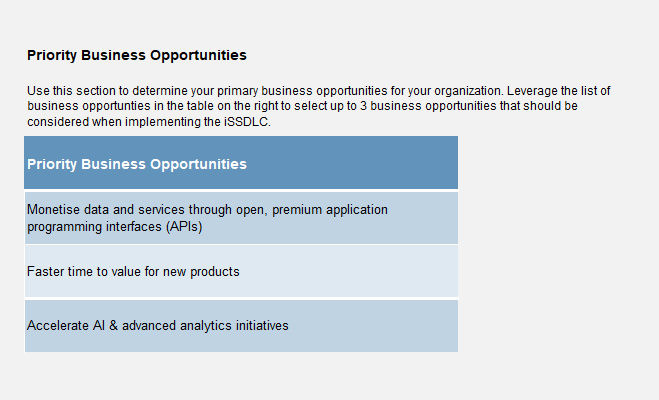 Priority Business Opportunities
Use this section to determine your primary business opportunities for your organization. Leverage the list of
business opportunties in the table on the right to select up to 3 business opportunities that should be
considered when implementing the iSSDLC.
Priority Business Opportunities
Monetise data and services through open, premium application
programming interfaces (APIs)
Faster time to value for new products
Accelerate AI & advanced analytics initiatives